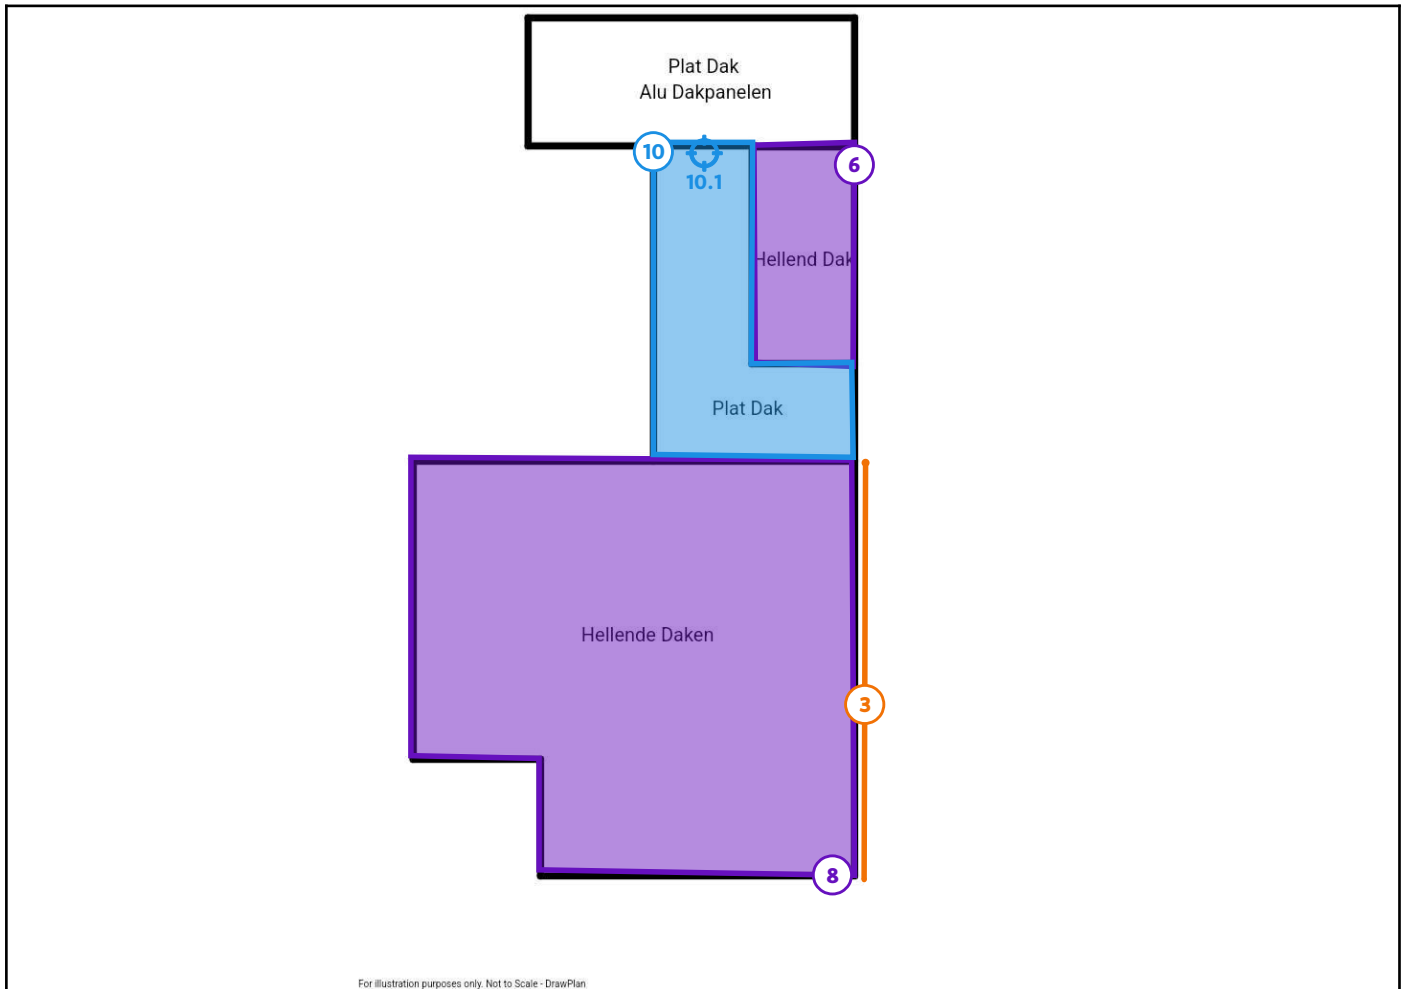 Plat Dak
Alu Dakpanelen
10
10.1
6
Hellend Dak
Plat Dak
Hellende Daken
3
8
For illustration purposes only. Not to Scale - DrawPlan